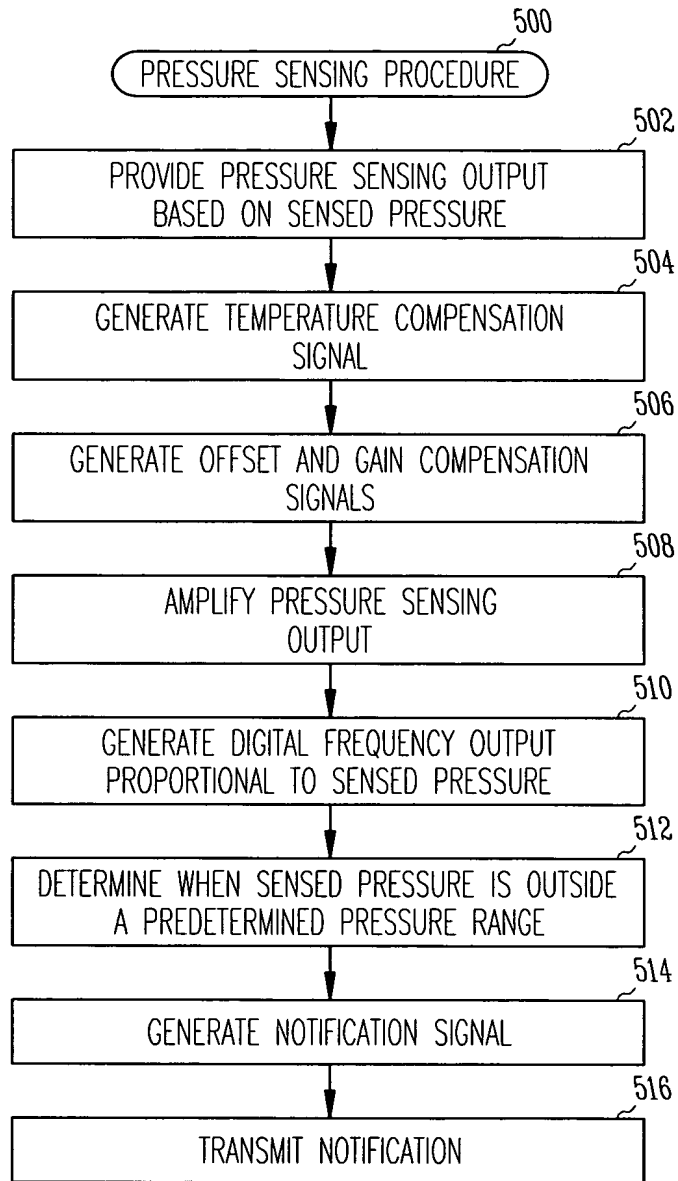 500
PRESSURE SENSING PROCEDURE
502
PROVIDE PRESSURE SENSING OUTPUT
BASED ON SENSED PRESSURE
504
GENERATE TEMPERATURE COMPENSATION
SIGNAL
506
GENERATE OFFSET AND GAIN COMPENSATION
SIGNALS
508
AMPLIFY PRESSURE SENSING
OUTPUT
510
GENERATE DIGITAL FREQUENCY OUTPUT
PROPORTIONAL TO SENSED PRESSURE
512
DETERMINE WHEN SENSED PRESSURE IS OUTSIDE
A PREDETERMINED PRESSURE RANGE
514
GENERATE NOTIFICATION SIGNAL
516
TRANSMIT NOTIFICATION